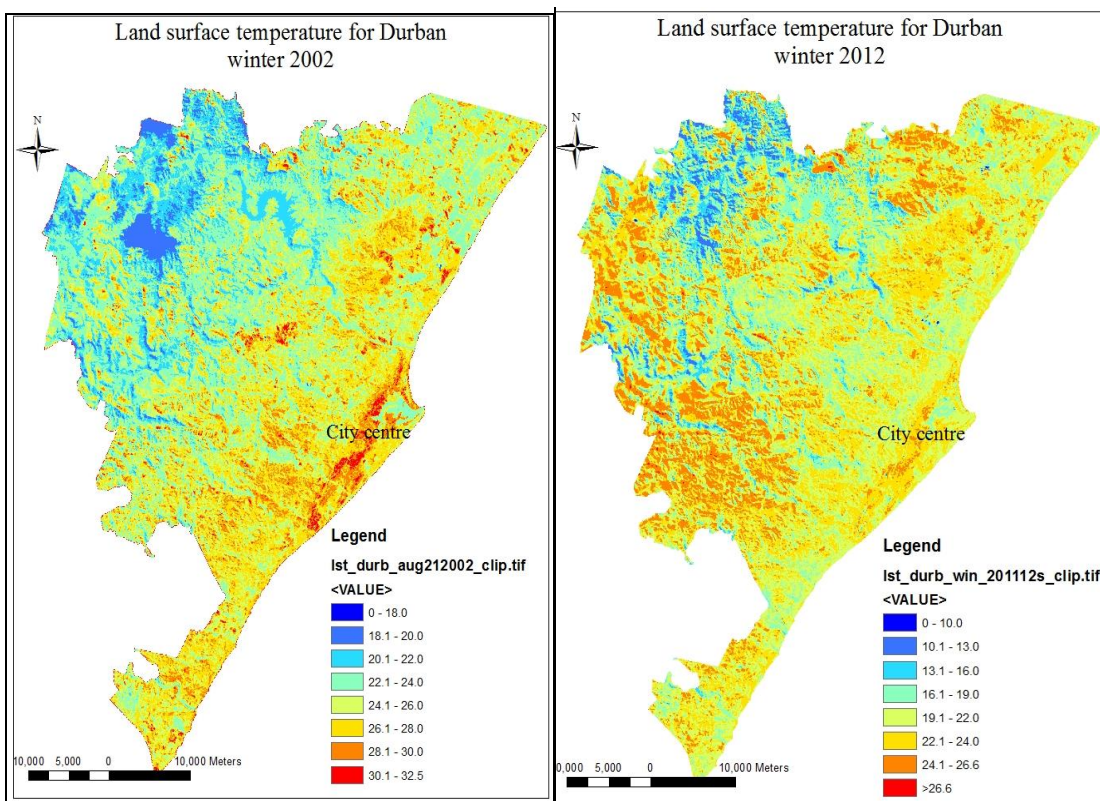 Land surface temperature for Durban
winter 2002
N
City centre
Legend
lst_durb_aug212002_clip.tif
<VALUE>
0 - 18.0
18.1 - 20.0
20.1 - 22.0
22.1 - 24.0
24.1 - 26.0
26.1 - 28.0
28.1 - 30.0
30.1 - 32.5
10,000 5,000 0 10,000 Meters
Land surface temperature for Durban
winter 2012
N
City centre
Legend
lst_durb_win_201112s_clip.tif
<VALUE>
0 - 10.0
10.1 - 13.0
13.1 - 16.0
16.1 - 19.0
19.1 - 22.0
22.1 - 24.0
24.1 - 26.6
>26.6
10,000 5,000 0 10,000 Meters